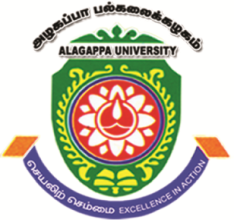 அழகப்பா பல்கலைக்கழகம்
ALAGAPPA UNIVERSITY
செயலிற் செம்மை EXCELLENCE IN ACTION